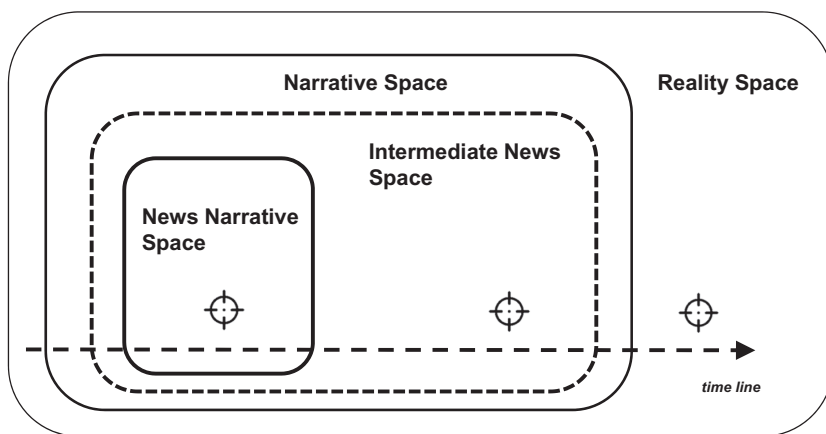 Narrative Space
Reality Space
Intermediate News
Space
News Narrative
Space
time line